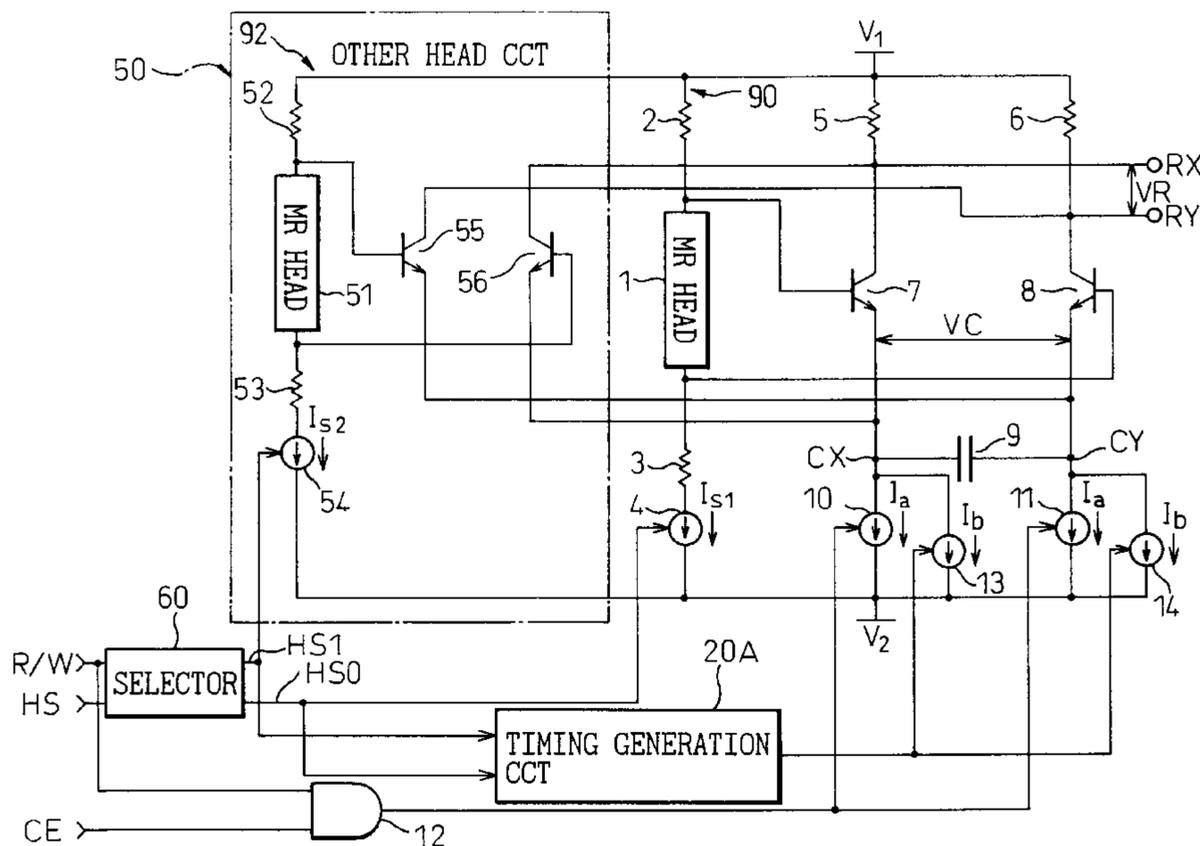 92
OTHER HEAD CCT
V1
50
52
2
90
5
6
RX
VR
RY
MR HEAD
51
55
56
MR HEAD
1
7
8
VC
53
Is2
54
3
4
Is1
CX
9
CY
10
Ia
Ib
13
11
Ia
Ib
14
V2
60
R/W
HS
SELECTOR
HS1
HS0
20A
TIMING GENERATION
CCT
CE
12